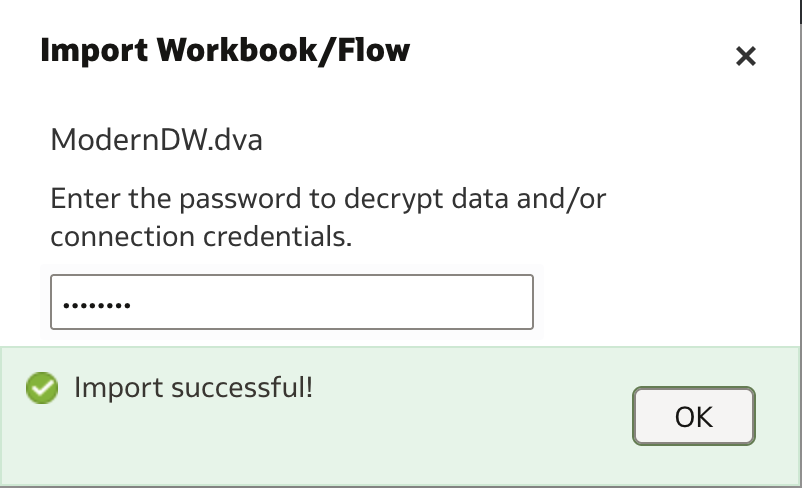 Import Workbook/Flow
ModernDW.dva
Enter the password to decrypt data and/or
connection credentials.
••••••••
Import successful!
OK